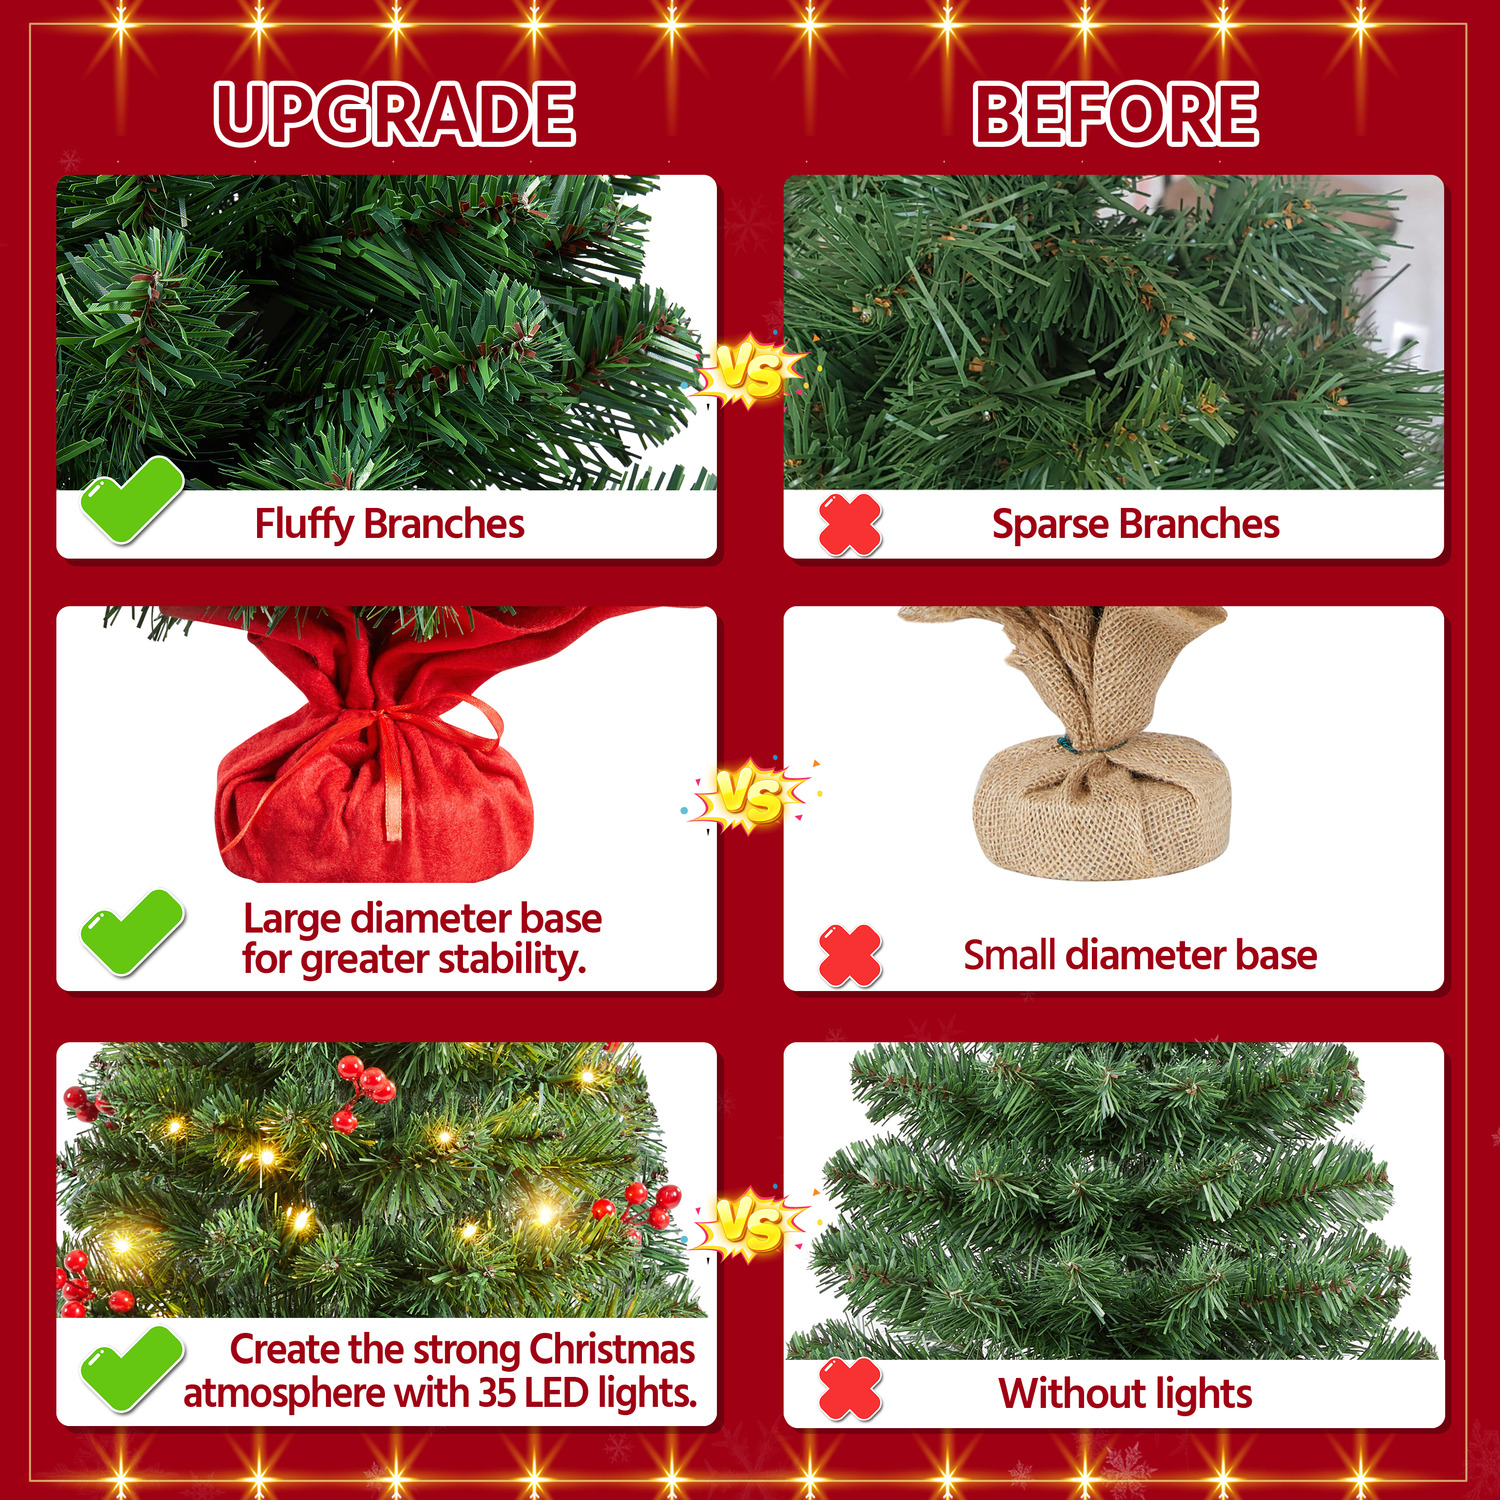 UPGRADE
BEFORE
Fluffy Branches
VS
Sparse Branches
Large diameter base
for greater stability.
VS
Small diameter base
Create the strong Christmas
atmosphere with 35 LED lights.
VS
Without lights